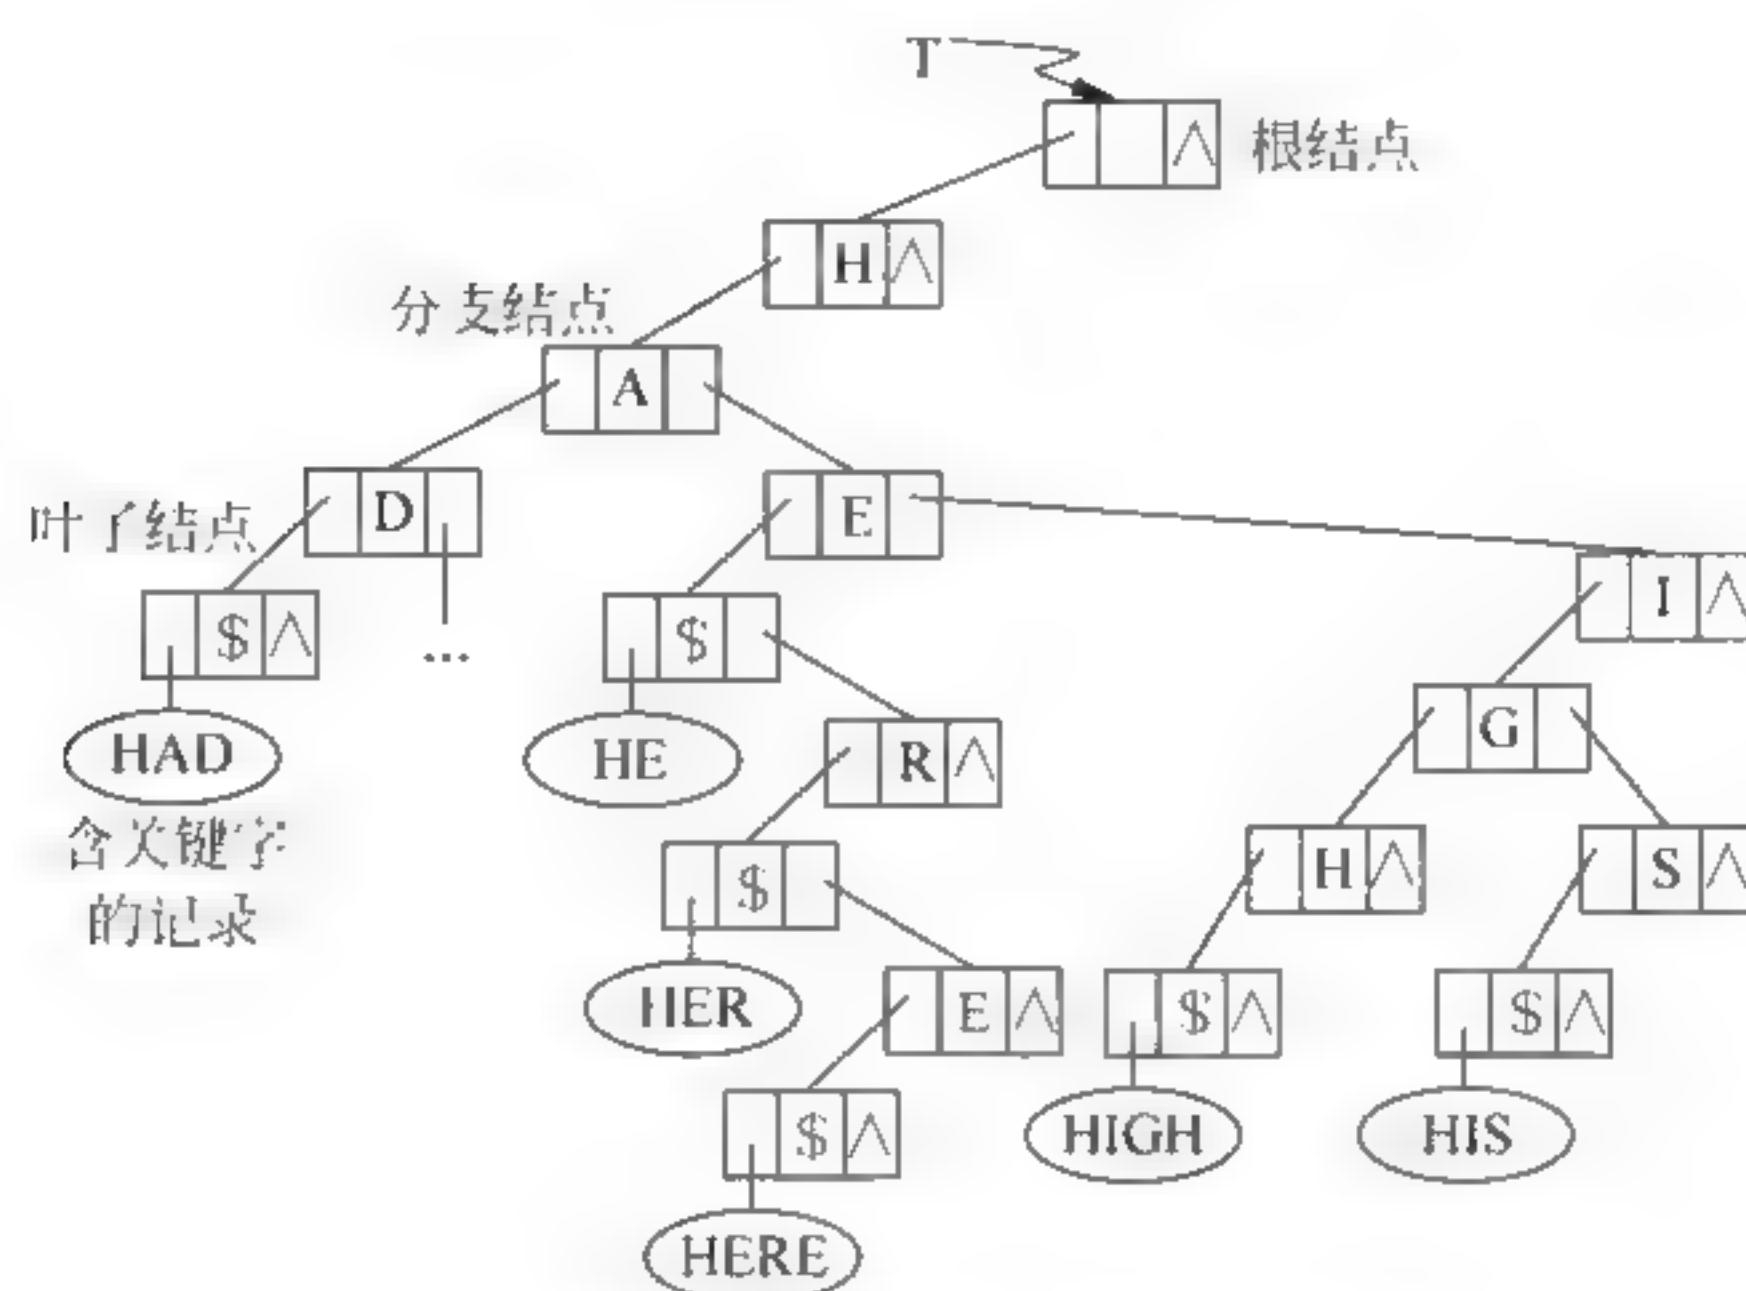 T
∧ 根结点
H ∧
分支结点
A
D
E
叶子结点
I ∧
$ ∧
...
$
G
HAD
HE
R ∧
含关键字
的记录
$
H ∧
S ∧
HER
E ∧
$ ∧
$ ∧
$ ∧
HIGH
HIS
HERE